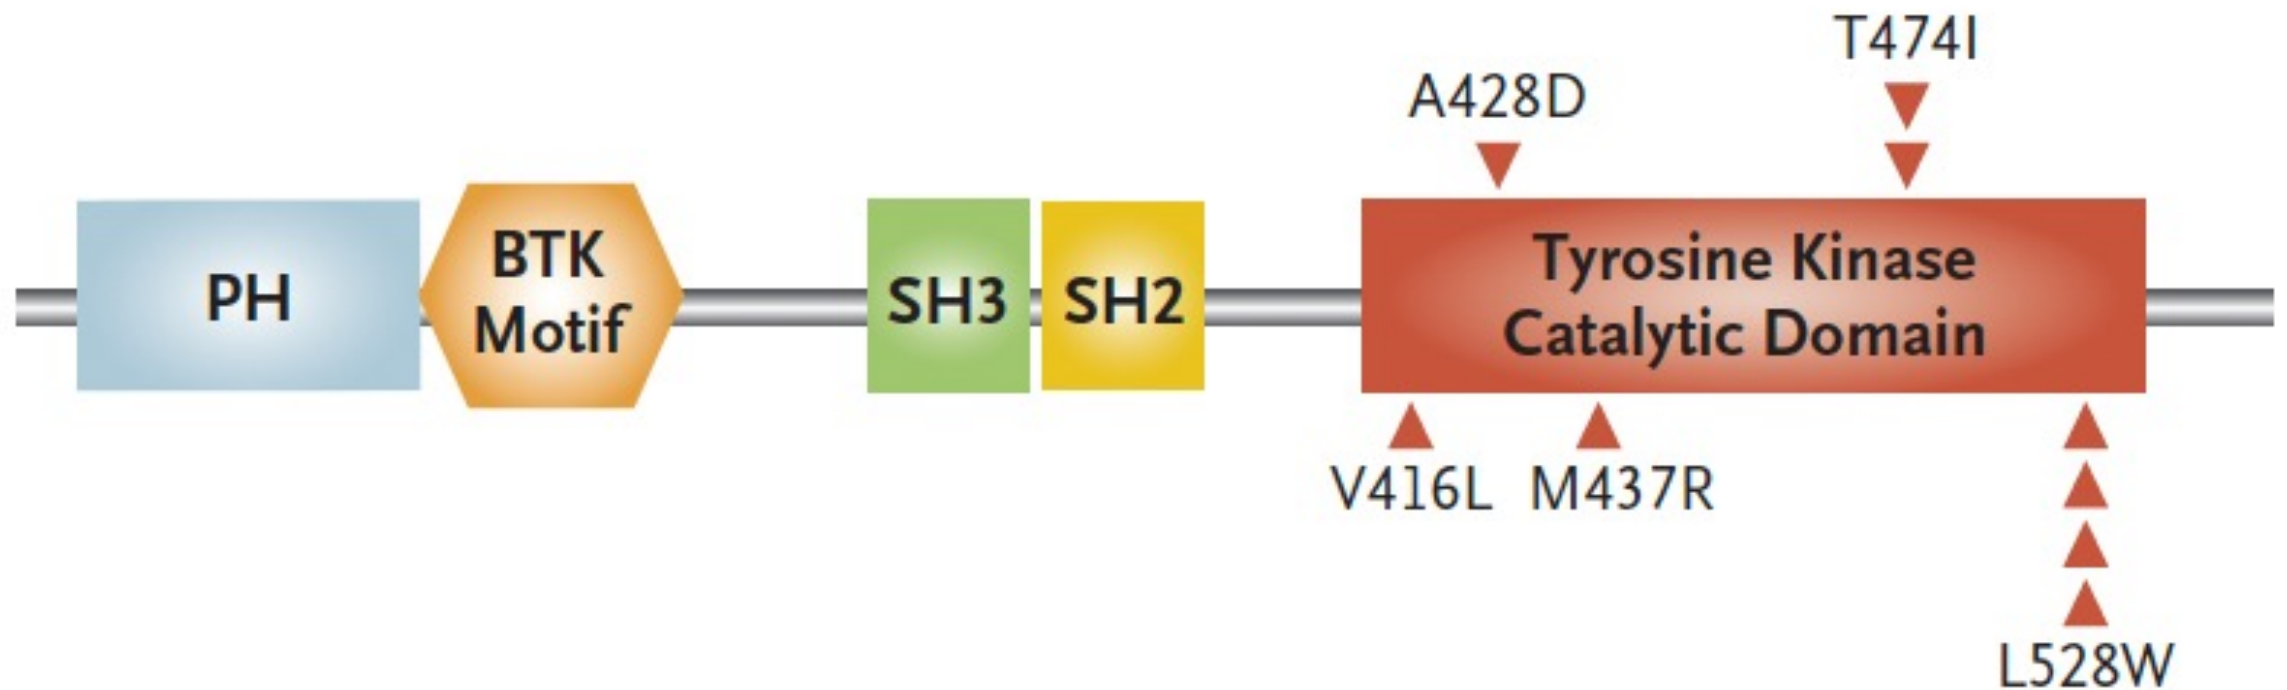 T474I
A428D
PH
BTK
Motif
SH3
SH2
Tyrosine Kinase
Catalytic Domain
V416L
M437R
L528W